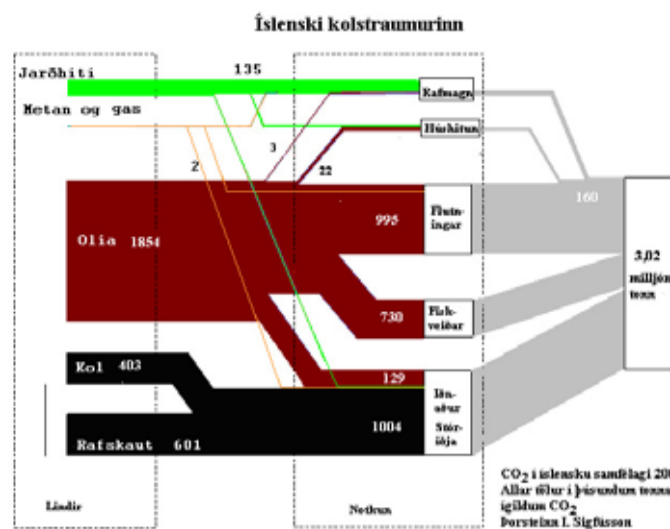 Íslenski kolstraumurinn
Jarðhiti
135
Metan og gas
Rafmagn
Húshitun
3
2
22
160
Olía 1854
995
Flutn-
ingar
3,02
milljón
tonn
730
Fisk-
veiðar
Kol 403
129
1004
Iðn-
aður
Stór-
iðja
Rafskaut 601
Lindir
Notkun
CO2 í íslensku samfélagi 200
Allar tölur í þúsundum tonna
ígildum CO2
Þorsteinn I. Sigfússon